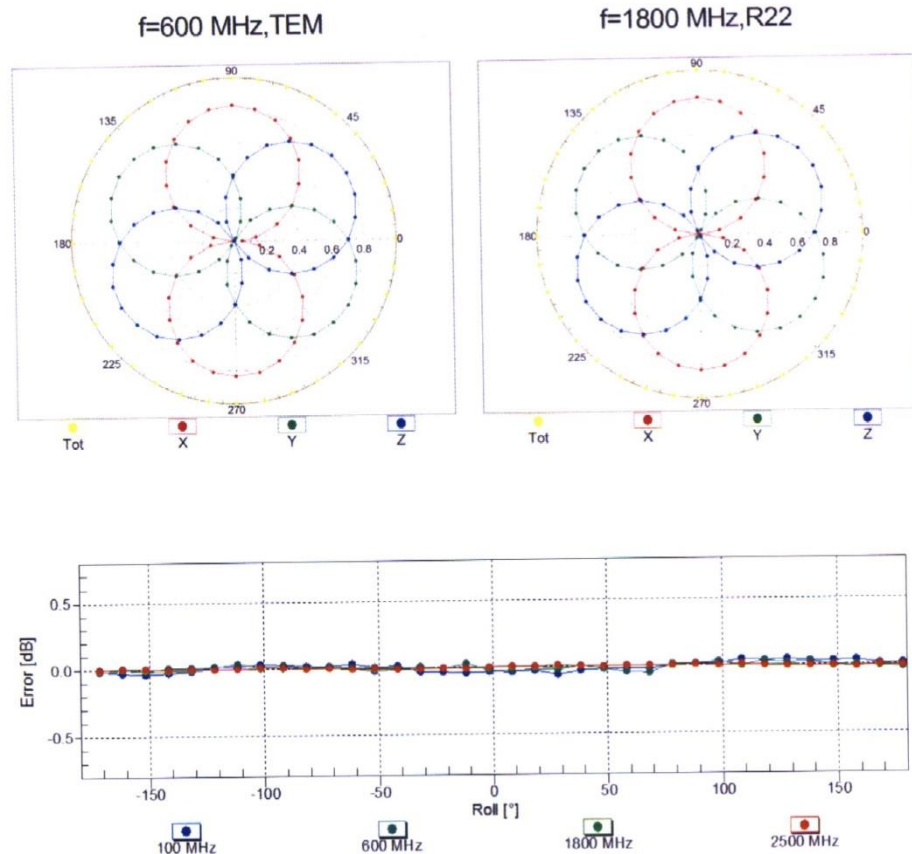 f=600 MHz,TEM
f=1800 MHz,R22
90
135
45
180
0.2 0.4 0.6 0.8 0
225
315
270
Tot X Y Z
90
135
45
180
0.2 0.4 0.6 0.8 0
225
315
270
Tot X Y Z
Error [dB]
0.5
0.0
-0.5
-150 -100 -50 0 50 100 150
Roll [°]
100 MHz 600 MHz 1800 MHz 2500 MHz